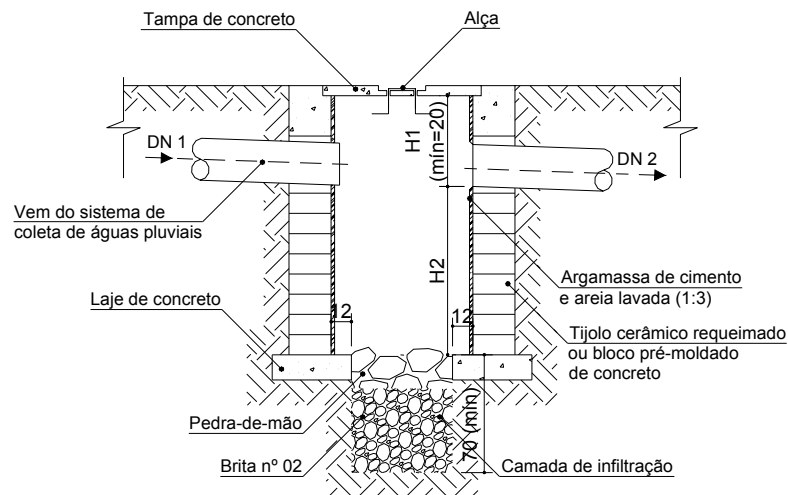 Tampa de concreto
Alça
DN 1
H1
(mín=20)
DN 2
Vem do sistema de
coleta de águas pluviais
H2
Argamassa de cimento
e areia lavada (1:3)
Laje de concreto
12
12
Tijolo cerâmico requeimado
ou bloco pré-moldado
de concreto
Pedra-de-mão
70 (mín)
Brita nº 02
Camada de infiltração